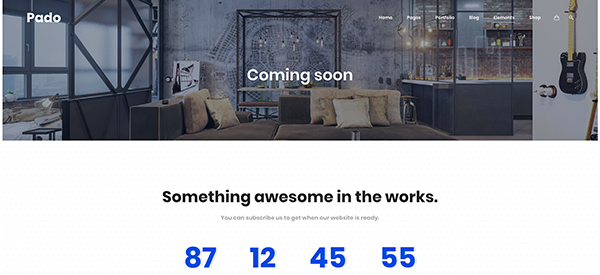 Pado
Home Pages Portfolio Blog Elements Shop
Coming soon
Something awesome in the works.
You can subscribe us to get when our website is ready.
87 12 45 55